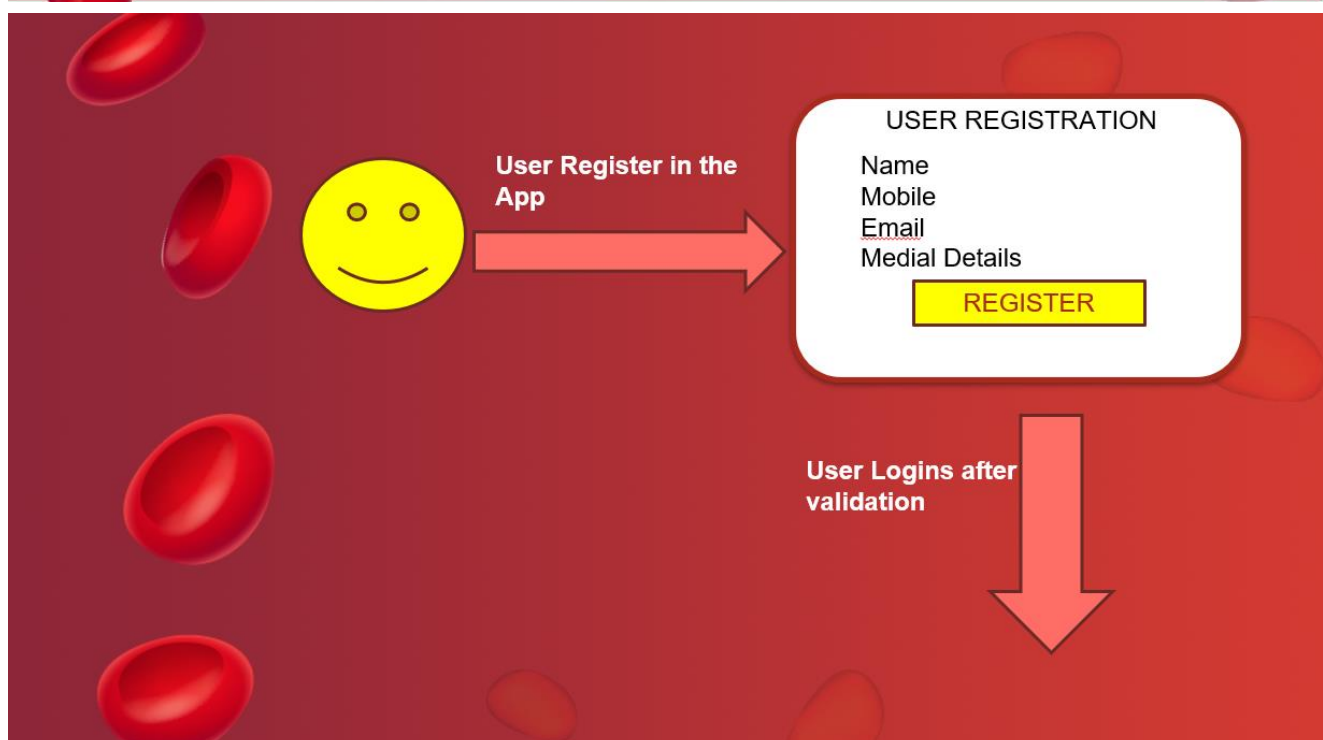 User Register in the
App
USER REGISTRATION
Name
Mobile
Email
Medial Details
REGISTER
User Logins after
validation